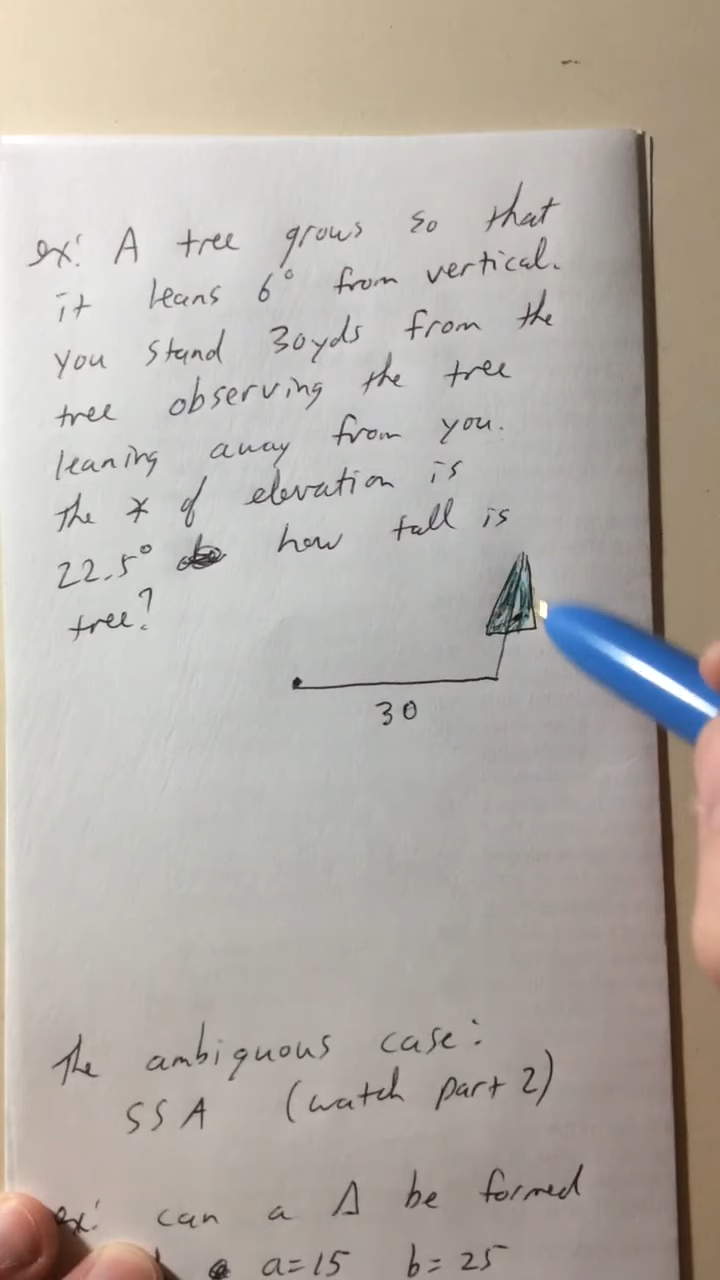 ex: A tree grows so that
it leans 6° from vertical.
you stand 30yds from the
tree observing the tree
leaning away from you.
The ∡ of elevation is
22.5° how tall is
tree?
30
The ambiguous case:
SSA (watch part 2)
ex: can a Δ be formed
a=15 b=25